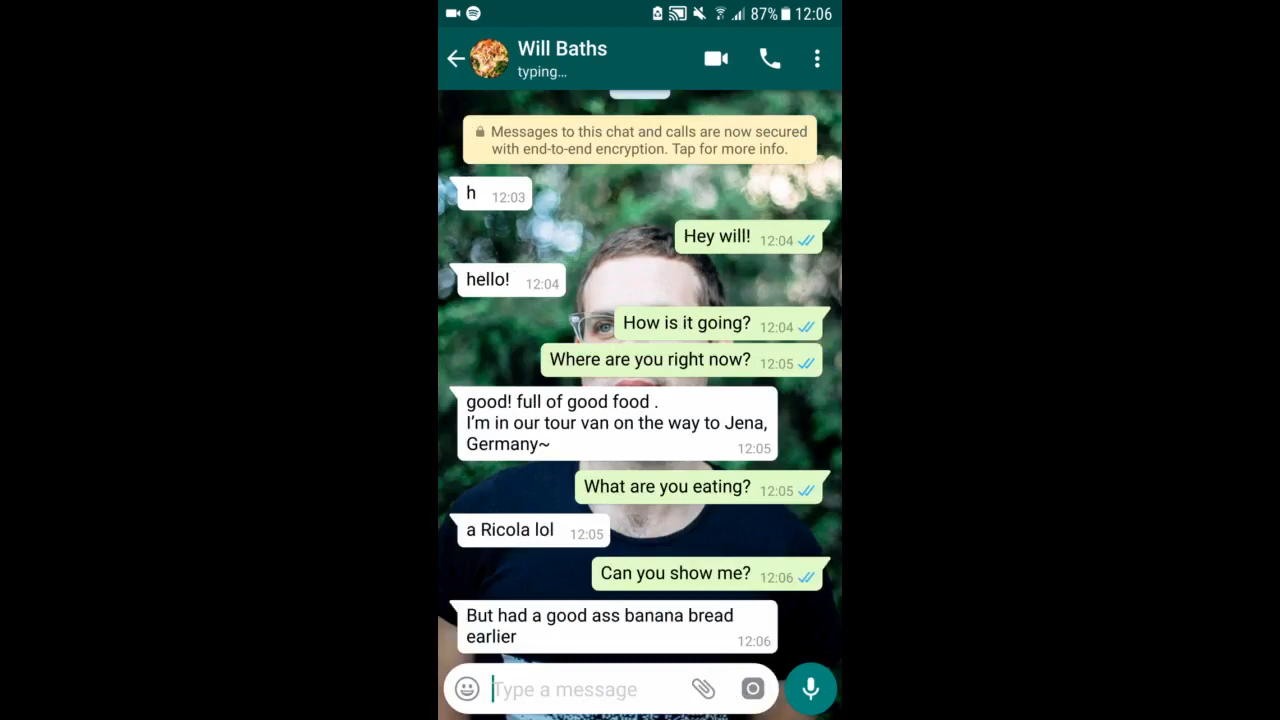 87% 12:06
Will Baths
typing...
Messages to this chat and calls are now secured
with end-to-end encryption. Tap for more info.
h 12:03
Hey will! 12:04
hello! 12:04
How is it going? 12:04
Where are you right now? 12:05
good! full of good food .
I'm in our tour van on the way to Jena,
Germany~ 12:05
What are you eating? 12:05
a Ricola lol 12:05
Can you show me? 12:06
But had a good ass banana bread
earlier 12:06
Type a message